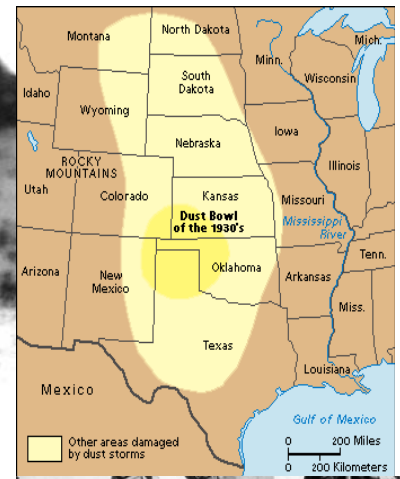 Montana
North Dakota
Minn.
Mich.
South
Dakota
Wisconsin
Idaho
Wyoming
Nebraska
Iowa
ROCKY
MOUNTAINS
Illinois
Utah
Colorado
Kansas
Missouri
Dust Bowl
of the 1930's
Mississippi
River
Arizona
New
Mexico
Oklahoma
Arkansas
Tenn.
Miss.
Texas
Louisiana
Mexico
Gulf of Mexico
Other areas damaged
by dust storms
0 200 Miles
0 200 Kilometers